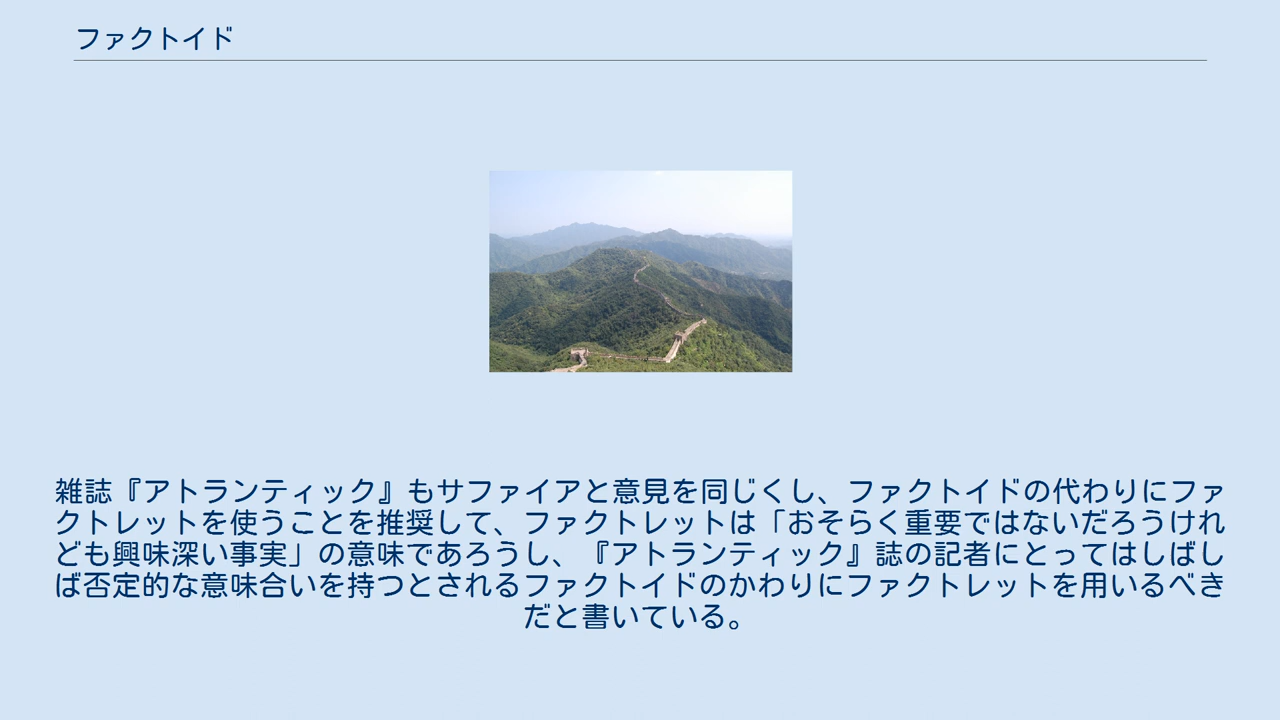 ファクトイド
雑誌『アトランティック』もサファイアと意見を同じくし、ファクトイドの代わりにファ
クトレットを使うことを推奨して、ファクトレットは「おそらく重要ではないだろうけれ
ども興味深い事実」の意味であろうし、『アトランティック』誌の記者にとってはしばし
ば否定的な意味合いを持つとされるファクトイドのかわりにファクトレットを用いるべき
だと書いている。